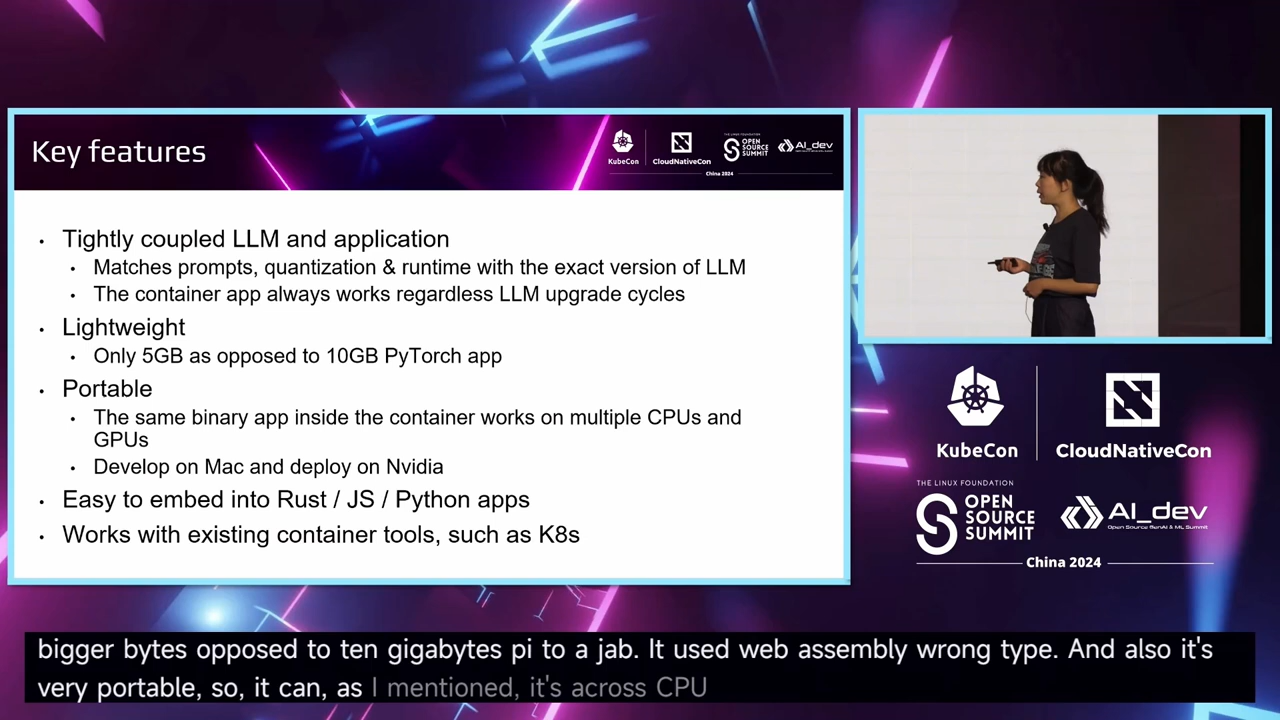 Key features
KubeCon
CloudNativeCon
THE LINUX FOUNDATION
OPEN
SOURCE
SUMMIT
AI_dev
China 2024
• Tightly coupled LLM and application
• Matches prompts, quantization & runtime with the exact version of LLM
• The container app always works regardless LLM upgrade cycles
• Lightweight
• Only 5GB as opposed to 10GB PyTorch app
• Portable
• The same binary app inside the container works on multiple CPUs and
GPUs
• Develop on Mac and deploy on Nvidia
• Easy to embed into Rust / JS / Python apps
• Works with existing container tools, such as K8s
KubeCon
CloudNativeCon
THE LINUX FOUNDATION
OPEN
SOURCE
SUMMIT
AI_dev
Open Source GenAI & ML Summit
China 2024
bigger bytes opposed to ten gigabytes pi to a jab. It used web assembly wrong type. And also it's
very portable, so, it can, as I mentioned, it's across CPU